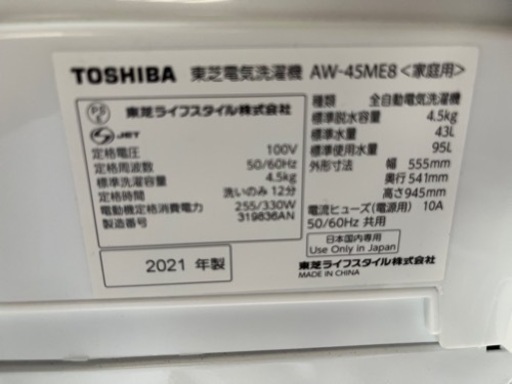 TOSHIBA 東芝電気洗濯機 AW-45ME8<家庭用>
PS E
東芝ライフスタイル株式会社
S JET
定格電圧 100V
定格周波数 50/60Hz
標準洗濯容量 4.5kg
定格時間 洗いのみ 12分
電動機定格消費電力 255/330W
製造番号 319836AN
2021 年製
種類 全自動電気洗濯機
標準脱水容量 4.5kg
標準水量 43L
標準使用水量 95L
外形寸法 幅 555mm
奥行 541mm
高さ 945mm
電流ヒューズ(電源用) 10A
50/60Hz 共用
日本国内専用
Use Only in Japan
東芝ライフスタイル株式会社
MADE IN CHINA